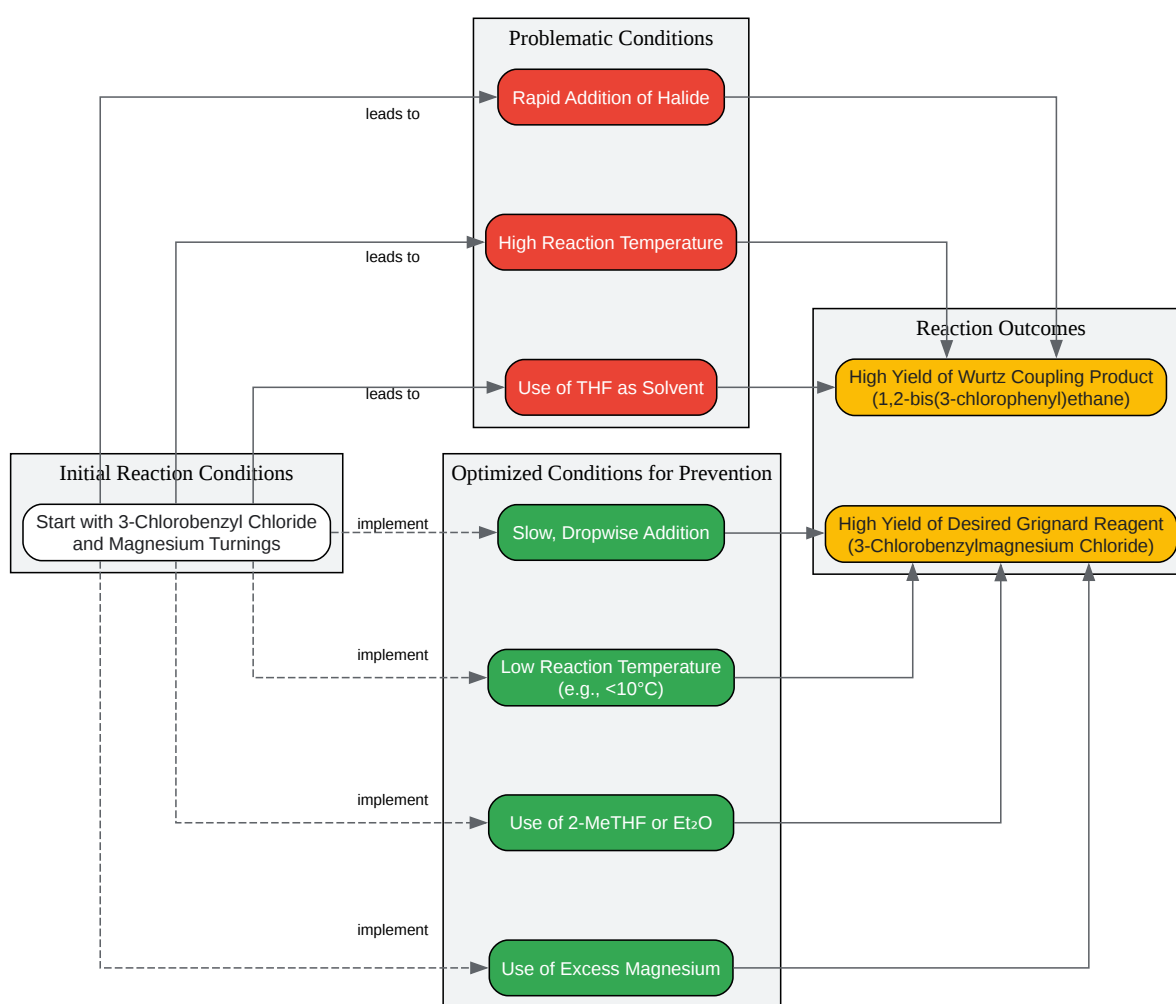 Problematic Conditions
Rapid Addition of Halide
leads to
High Reaction Temperature
leads to
Reaction Outcomes
Use of THF as Solvent
leads to
High Yield of Wurtz Coupling Product
(1,2-bis(3-chlorophenyl)ethane)
Initial Reaction Conditions
Optimized Conditions for Prevention
Start with 3-Chlorobenzyl Chloride
and Magnesium Turnings
implement
Slow, Dropwise Addition
High Yield of Desired Grignard Reagent
(3-Chlorobenzylmagnesium Chloride)
implement
Low Reaction Temperature
(e.g., <10°C)
implement
Use of 2-MeTHF or Et₂O
implement
Use of Excess Magnesium